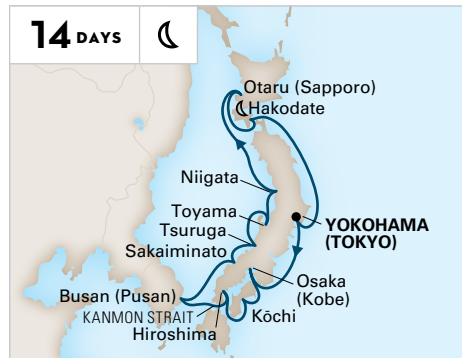 14 DAYS
Otaru (Sapporo)
Hakodate
Niigata
Toyama
Tsuruga
Sakaiminato
YOKOHAMA
(TOKYO)
Osaka
(Kobe)
Busan (Pusan)
KANMON STRAIT
Kōchi
Hiroshima